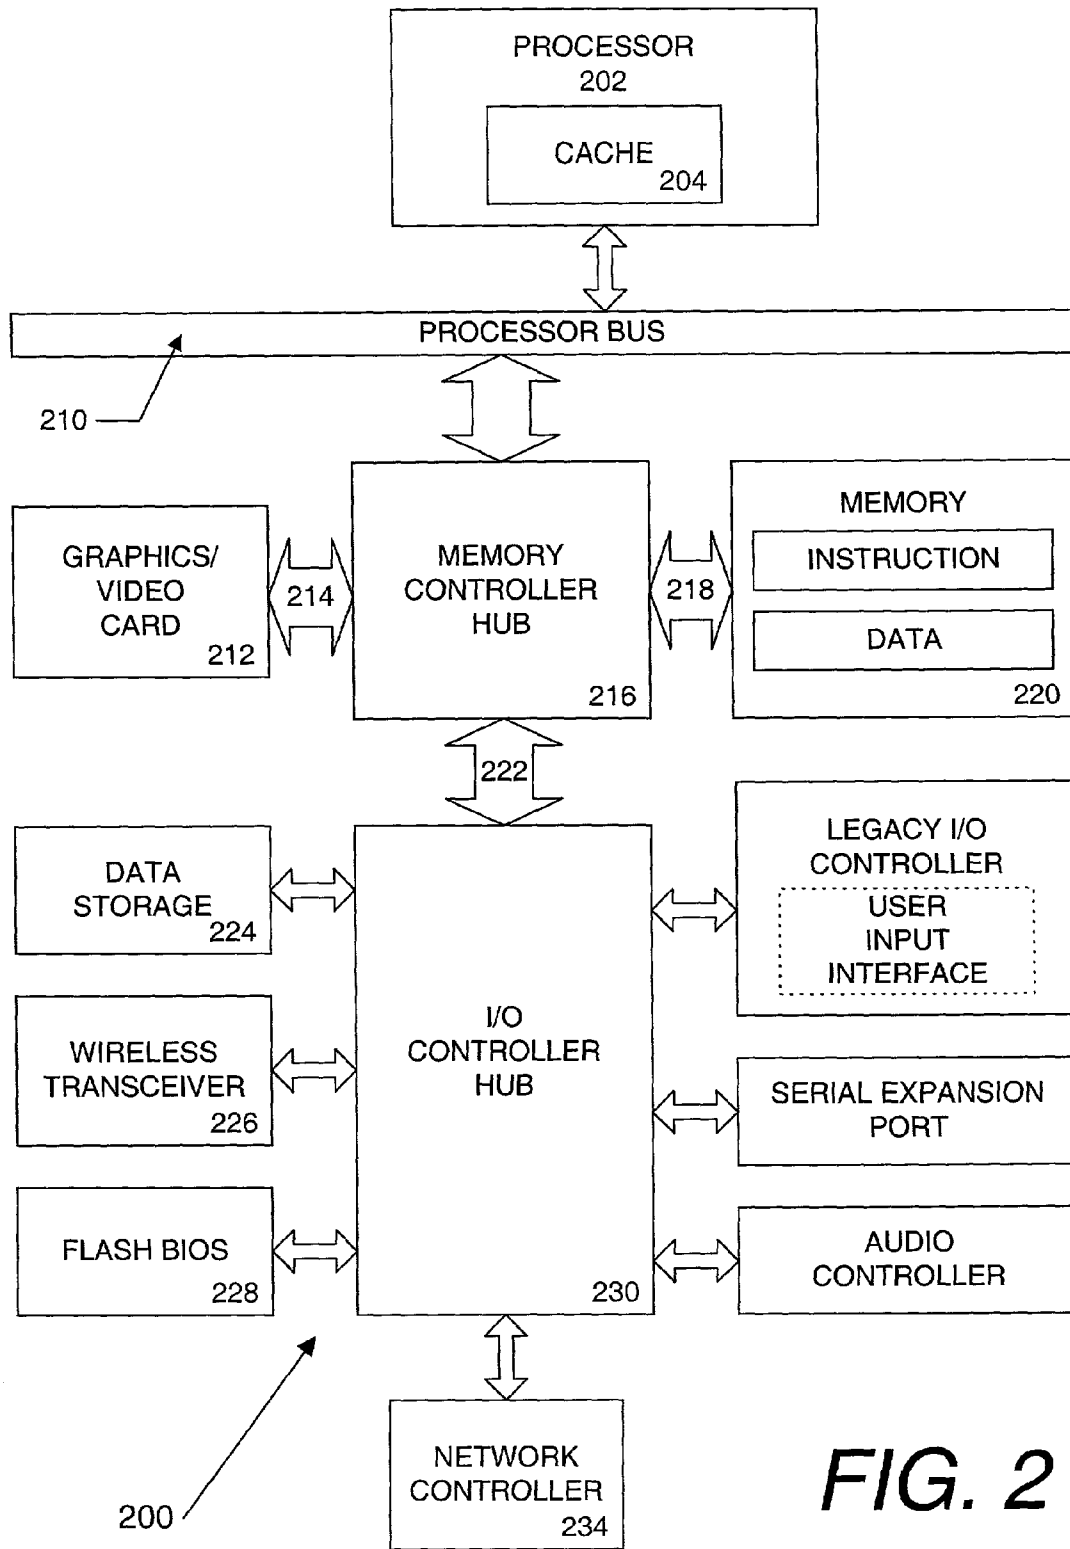 PROCESSOR
202
CACHE
204
PROCESSOR BUS
210
GRAPHICS/
VIDEO
CARD
212
214
MEMORY
CONTROLLER
HUB
216
218
MEMORY
INSTRUCTION
DATA
220
222
DATA
STORAGE
224
WIRELESS
TRANSCEIVER
226
FLASH BIOS
228
I/O
CONTROLLER
HUB
230
LEGACY I/O
CONTROLLER
USER
INPUT
INTERFACE
SERIAL EXPANSION
PORT
AUDIO
CONTROLLER
NETWORK
CONTROLLER
234
200
FIG. 2